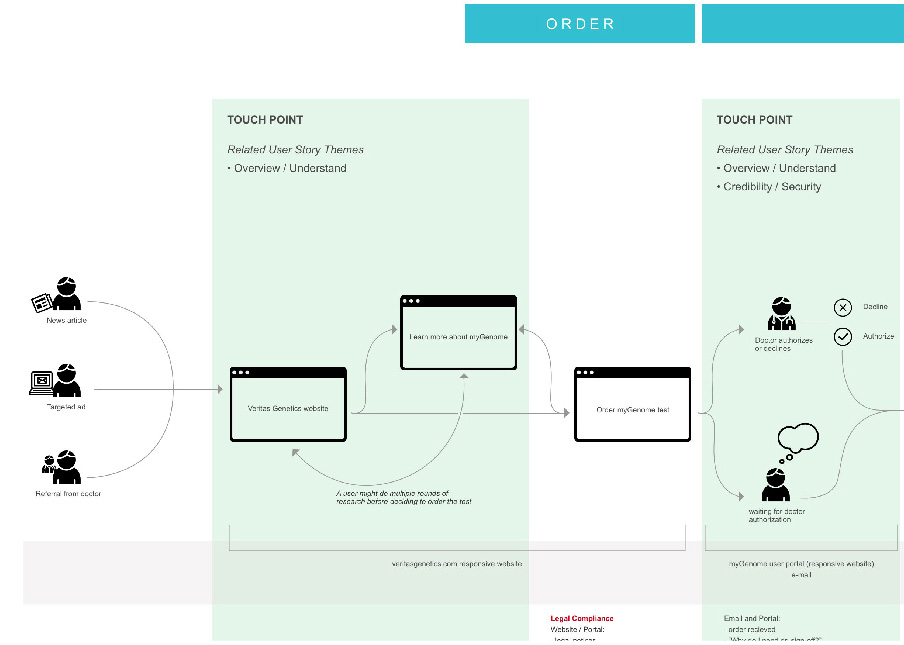 ORDER
TOUCH POINT
Related User Story Themes
• Overview / Understand
TOUCH POINT
Related User Story Themes
• Overview / Understand
• Credibility / Security
News article
Targeted ad
Referral from doctor
Veritas Genetics website
Learn more about myGenome
A user might do multiple rounds of
research before deciding to order the test
Order myGenome test
Doctor authorizes
or declines
Decline
Authorize
waiting for doctor
authorization
veritasgenetics.com responsive website
myGenome user portal (responsive website)
e-mail
Legal Compliance
Website / Portal:
Email and Portal:
order recieved